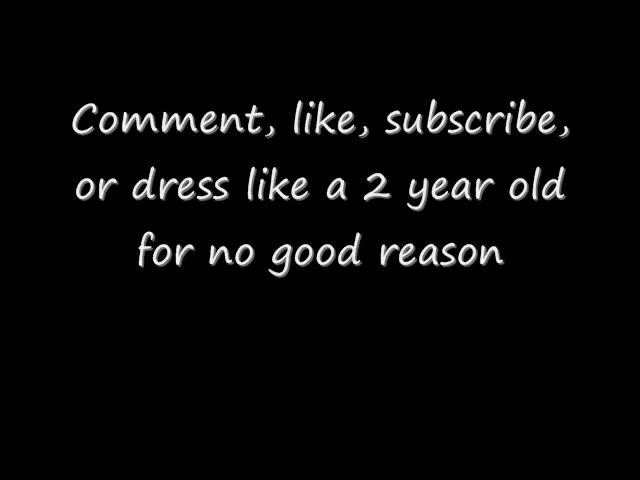 Comment, like, subscribe,
or dress like a 2 year old
for no good reason